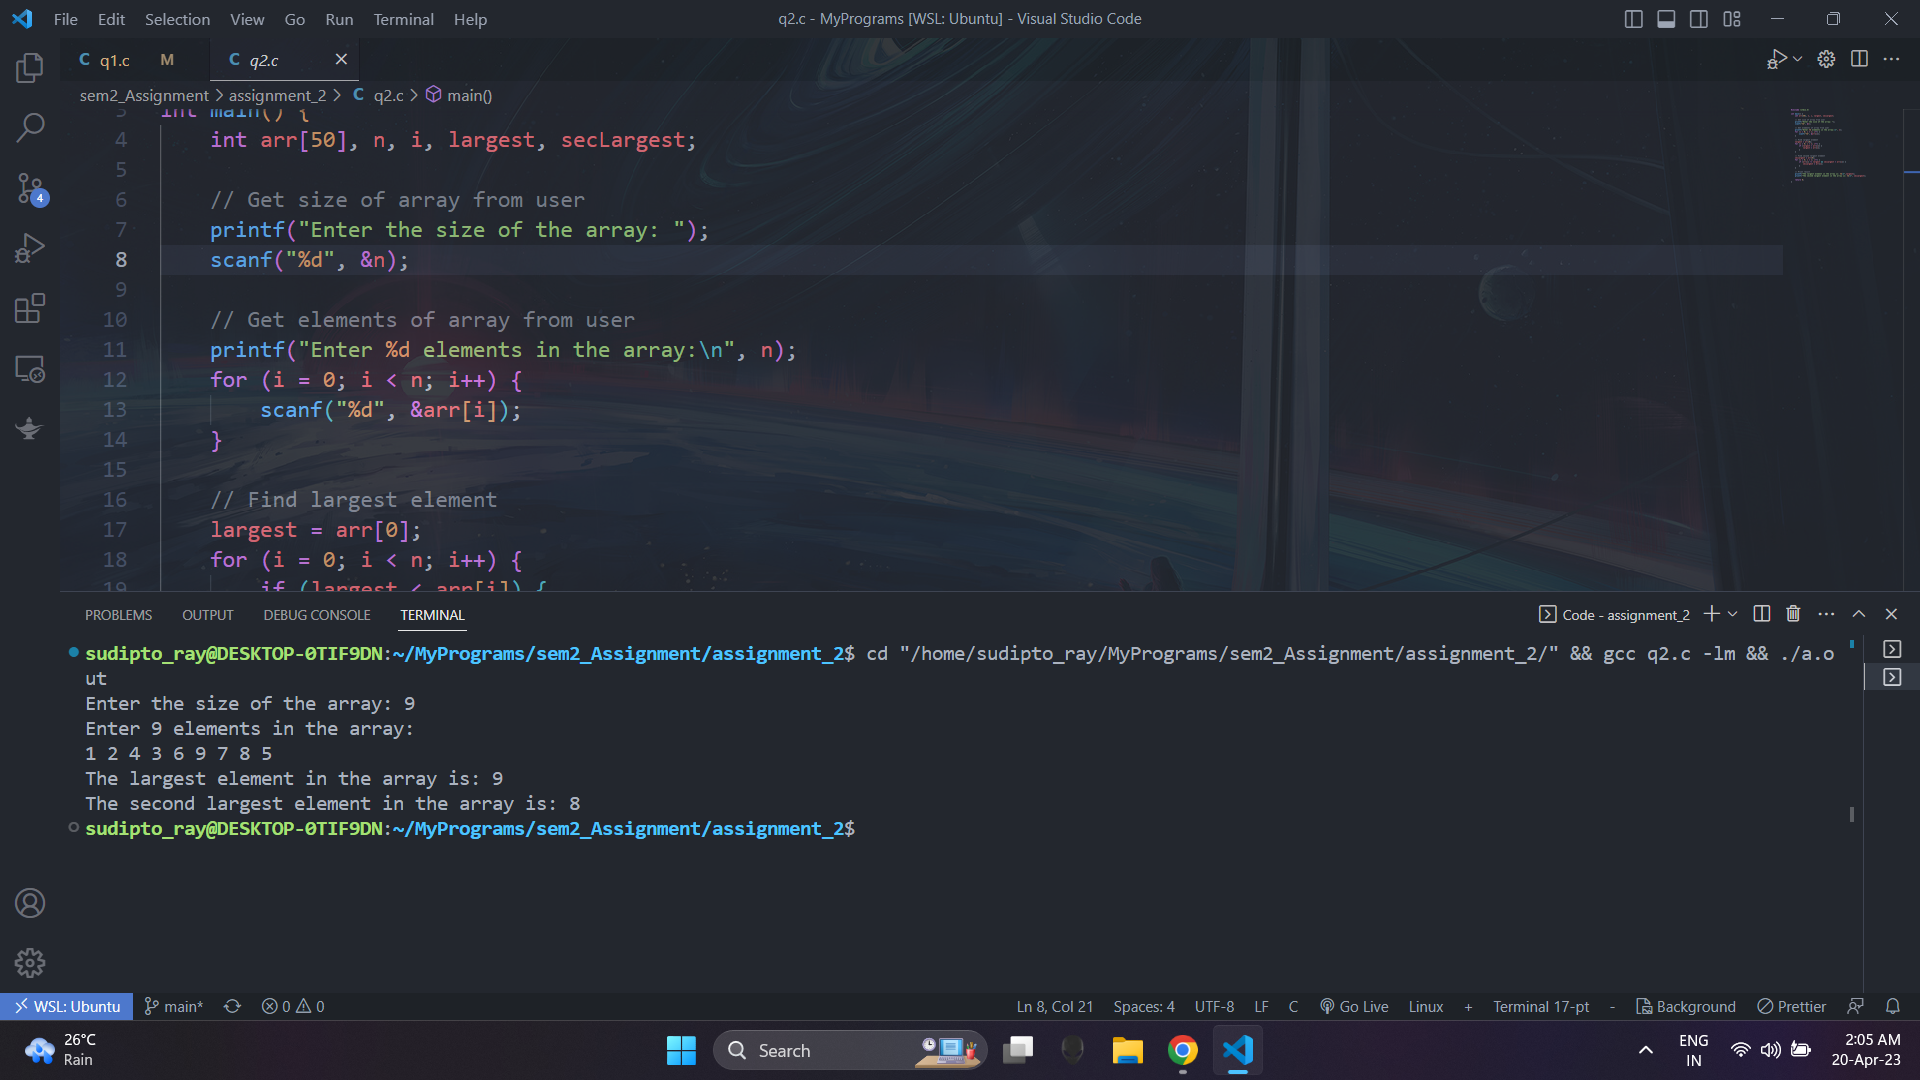 File Edit Selection View Go Run Terminal Help
q2.c - MyPrograms [WSL: Ubuntu] - Visual Studio Code
C q1.c M
C q2.c
sem2_Assignment > assignment_2 > C q2.c > main()
3 int main() {
4 int arr[50], n, i, largest, secLargest;
5
6 // Get size of array from user
7 printf("Enter the size of the array: ");
8 scanf("%d", &n);
9
10 // Get elements of array from user
11 printf("Enter %d elements in the array:\n", n);
12 for (i = 0; i < n; i++) {
13 scanf("%d", &arr[i]);
14 }
15
16 // Find largest element
17 largest = arr[0];
18 for (i = 0; i < n; i++) {
19 if (largest < arr[i]) {
4
PROBLEMS OUTPUT DEBUG CONSOLE TERMINAL
Code - assignment_2
sudipto_ray@DESKTOP-0TIF9DN:~/MyPrograms/sem2_Assignment/assignment_2$ cd "/home/sudipto_ray/MyPrograms/sem2_Assignment/assignment_2/" && gcc q2.c -lm && ./a.o
ut
Enter the size of the array: 9
Enter 9 elements in the array:
1 2 4 3 6 9 7 8 5
The largest element in the array is: 9
The second largest element in the array is: 8
sudipto_ray@DESKTOP-0TIF9DN:~/MyPrograms/sem2_Assignment/assignment_2$
WSL: Ubuntu main* 0 0
Ln 8, Col 21 Spaces: 4 UTF-8 LF C Go Live Linux + Terminal 17-pt - Background Prettier
26°C
Rain
Search
ENG
IN
2:05 AM
20-Apr-23